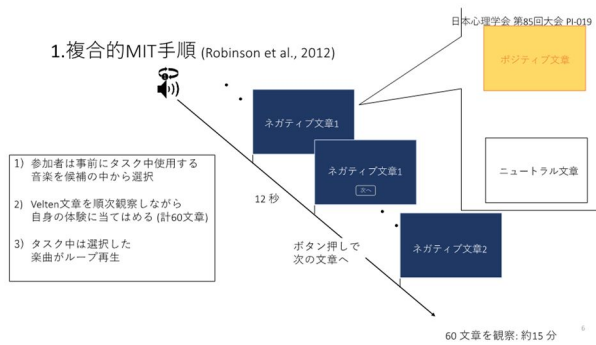 日本心理学会 第85回大会 PI-019
1.複合的MIT手順 (Robinson et al., 2012)
ポジティブ文章
ネガティブ文章1
ネガティブ文章1
次へ
ニュートラル文章
1) 参加者は事前にタスク中使用する
音楽を候補の中から選択
2) Velten文章を順次観察しながら
自身の体験に当てはめる (計60文章)
3) タスク中は選択した
楽曲がループ再生
12 秒
ネガティブ文章2
ボタン押しで
次の文章へ
60 文章を観察: 約15 分
6